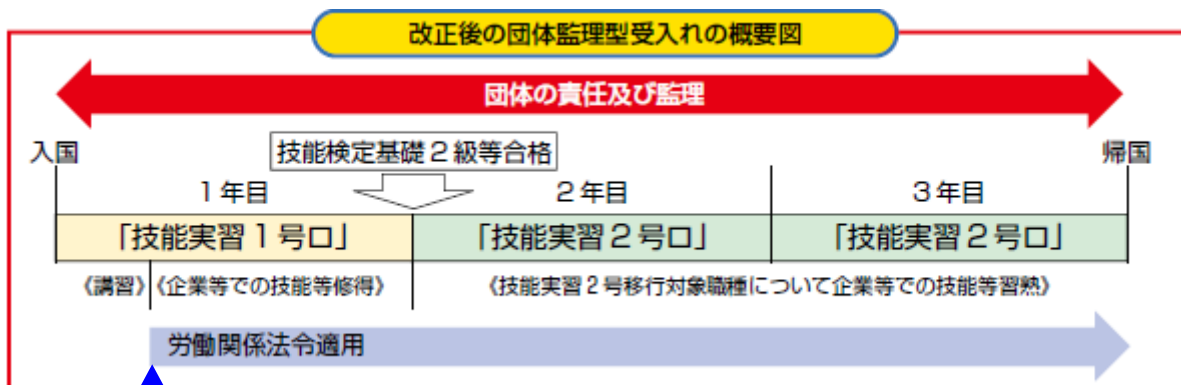 改正後の団体監理型受入れの概要図
団体の責任及び監理
入国
技能検定基礎2級等合格
帰国
1年目
2年目
3年目
「技能実習1号ロ」
「技能実習2号ロ」
「技能実習2号ロ」
《講習》
《企業等での技能等修得》
《技能実習2号移行対象職種について企業等での技能等習熟》
労働関係法令適用